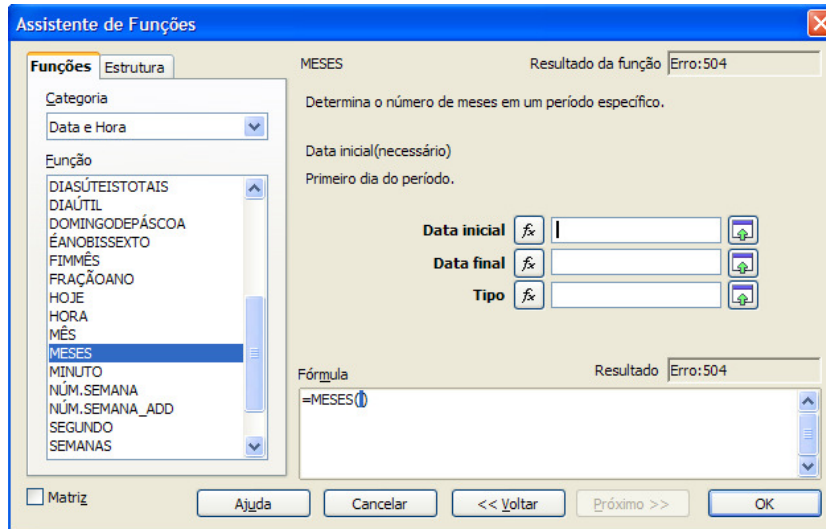 Assistente de Funções
Funções Estrutura
Categoria
Data e Hora
Função
DIASÚTEISTOTAIS
DIAÚTIL
DOMINGODEPÁSCOA
ÉANOBISSEXTO
FIMMÊS
FRAÇÃOANO
HOJE
HORA
MÊS
MESES
MINUTO
NÚM.SEMANA
NÚM.SEMANA_ADD
SEGUNDO
SEMANAS
MESES Resultado da função Erro:504
Determina o número de meses em um período específico.
Data inicial(necessário)
Primeiro dia do período.
Data inicial fx
Data final fx
Tipo fx
Fórmula Resultado Erro:504
=MESES()
Matriz Ajuda Cancelar << Voltar Próximo >> OK